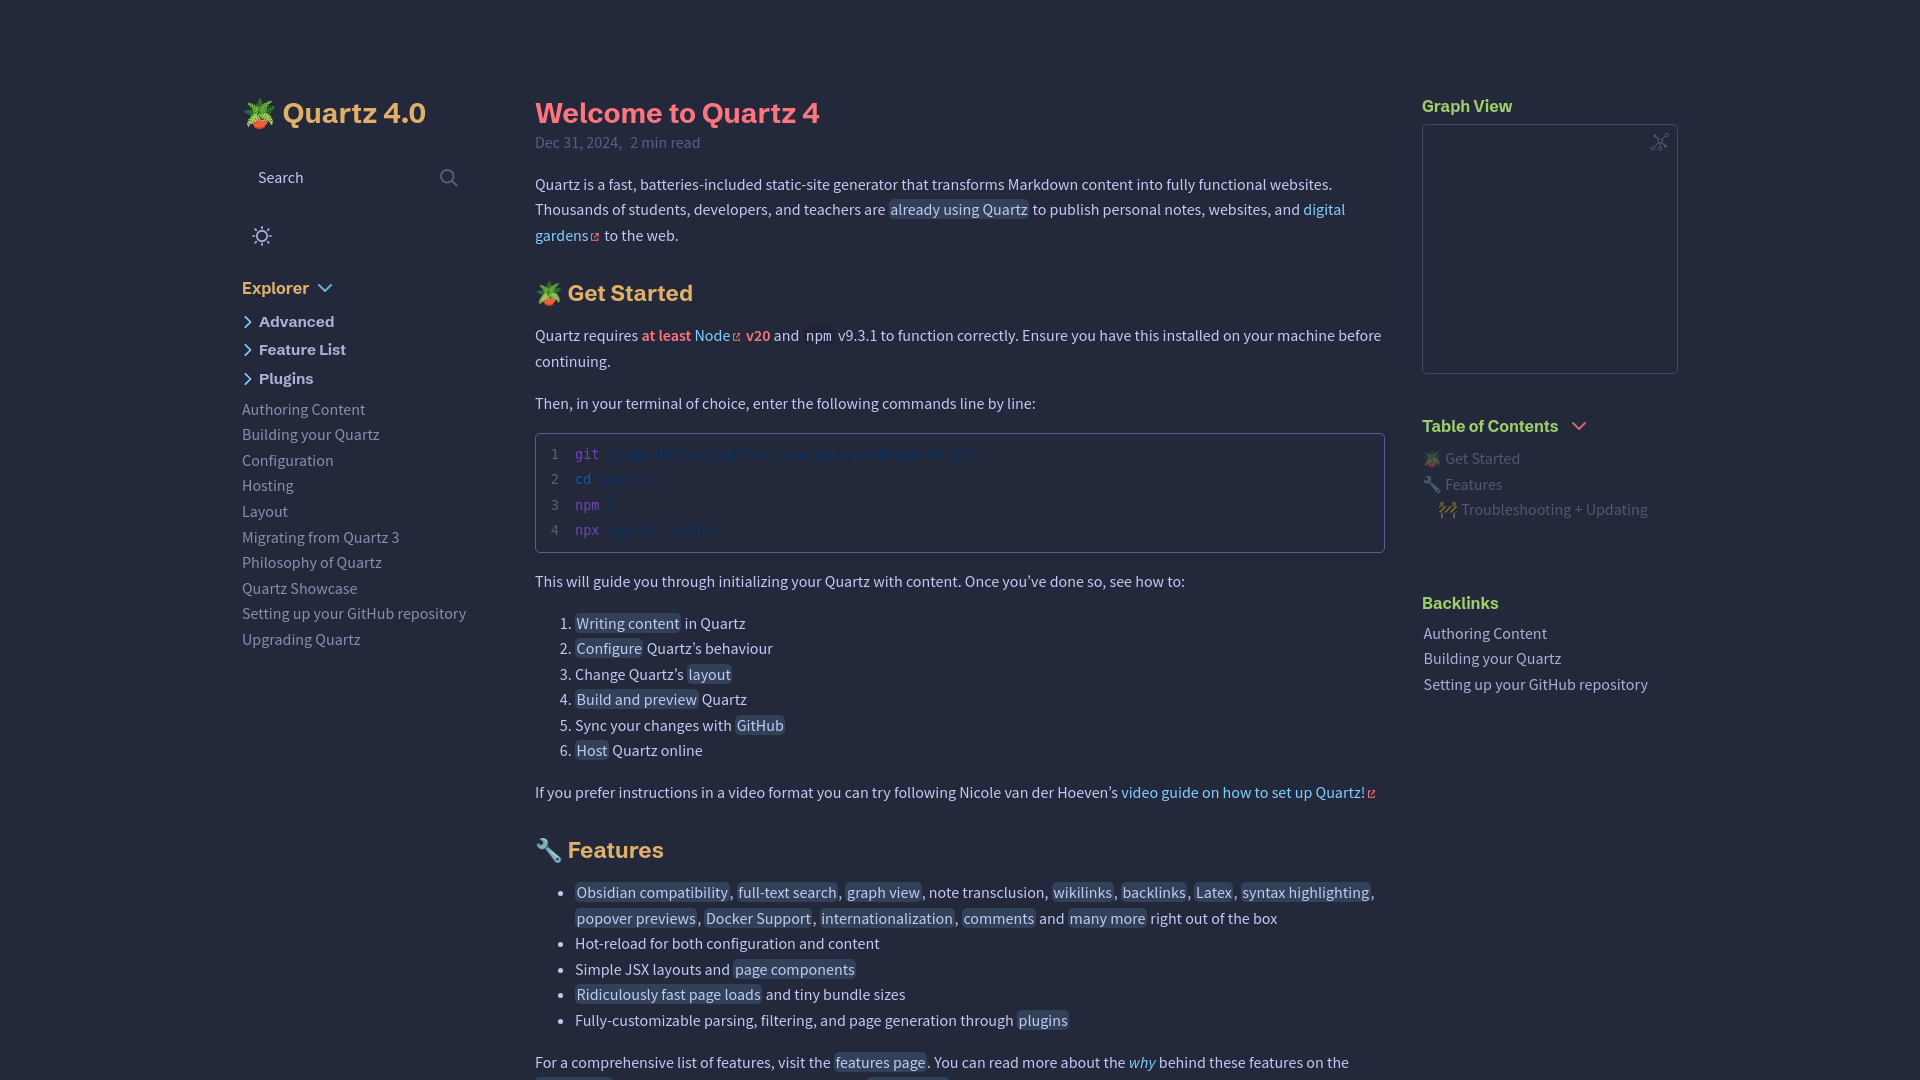 Quartz 4.0
Search
Explorer
Advanced
Feature List
Plugins
Authoring Content
Building your Quartz
Configuration
Hosting
Layout
Migrating from Quartz 3
Philosophy of Quartz
Quartz Showcase
Setting up your GitHub repository
Upgrading Quartz
Welcome to Quartz 4
Dec 31, 2024, 2 min read
Quartz is a fast, batteries-included static-site generator that transforms Markdown content into fully functional websites.
Thousands of students, developers, and teachers are already using Quartz to publish personal notes, websites, and digital
gardens to the web.
Get Started
Quartz requires at least Node v20 and npm v9.3.1 to function correctly. Ensure you have this installed on your machine before
continuing.
Then, in your terminal of choice, enter the following commands line by line:
1 git
2 cd
3 npm
4 npx
This will guide you through initializing your Quartz with content. Once you’ve done so, see how to:
1. Writing content in Quartz
2. Configure Quartz’s behaviour
3. Change Quartz’s layout
4. Build and preview Quartz
5. Sync your changes with GitHub
6. Host Quartz online
If you prefer instructions in a video format you can try following Nicole van der Hoeven’s video guide on how to set up Quartz!
Features
• Obsidian compatibility, full-text search, graph view, note transclusion, wikilinks, backlinks, Latex, syntax highlighting,
popover previews, Docker Support, internationalization, comments and many more right out of the box
• Hot-reload for both configuration and content
• Simple JSX layouts and page components
• Ridiculously fast page loads and tiny bundle sizes
• Fully-customizable parsing, filtering, and page generation through plugins
For a comprehensive list of features, visit the features page. You can read more about the why behind these features on the
Graph View
Table of Contents
Get Started
Features
Troubleshooting + Updating
Backlinks
Authoring Content
Building your Quartz
Setting up your GitHub repository